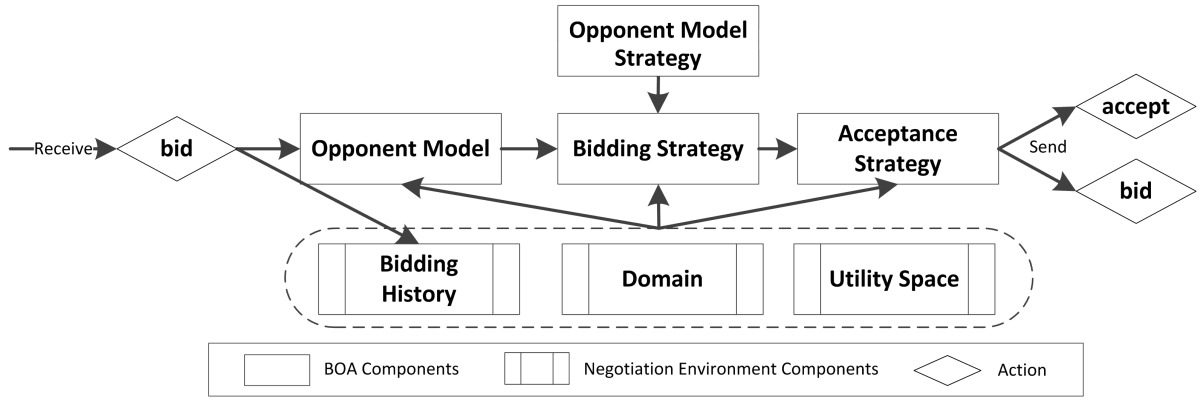 Opponent Model
Strategy
Receive
bid
Opponent Model
Bidding Strategy
Acceptance
Strategy
Send
accept
bid
Bidding
History
Domain
Utility Space
BOA Components
Negotiation Environment Components
Action